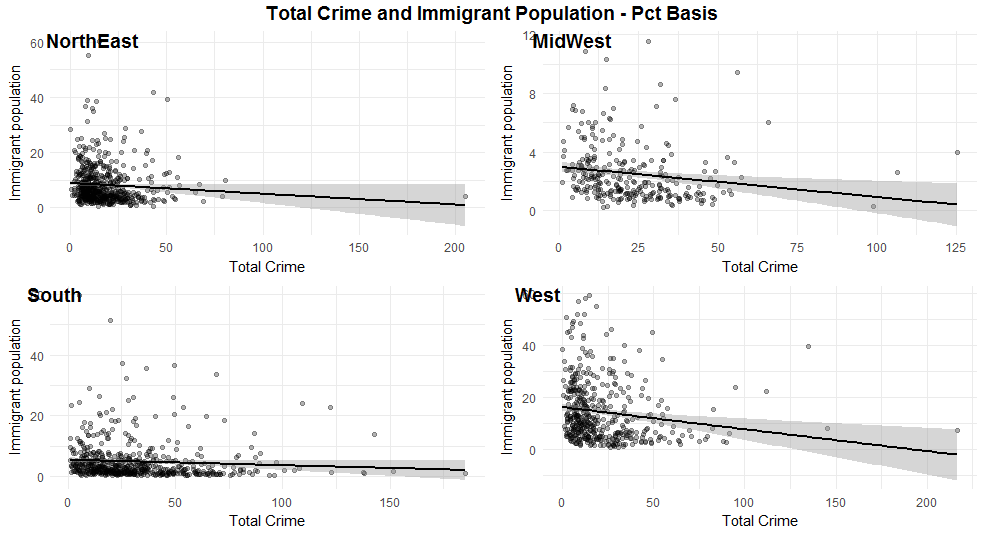 Total Crime and Immigrant Population - Pct Basis
NorthEast
Immigrant population
60
40
20
0
0 50 100 150 200
Total Crime
MidWest
Immigrant population
12
8
4
0
0 25 50 75 100 125
Total Crime
South
Immigrant population
60
40
20
0
0 50 100 150
Total Crime
West
Immigrant population
60
40
20
0
0 50 100 150 200
Total Crime